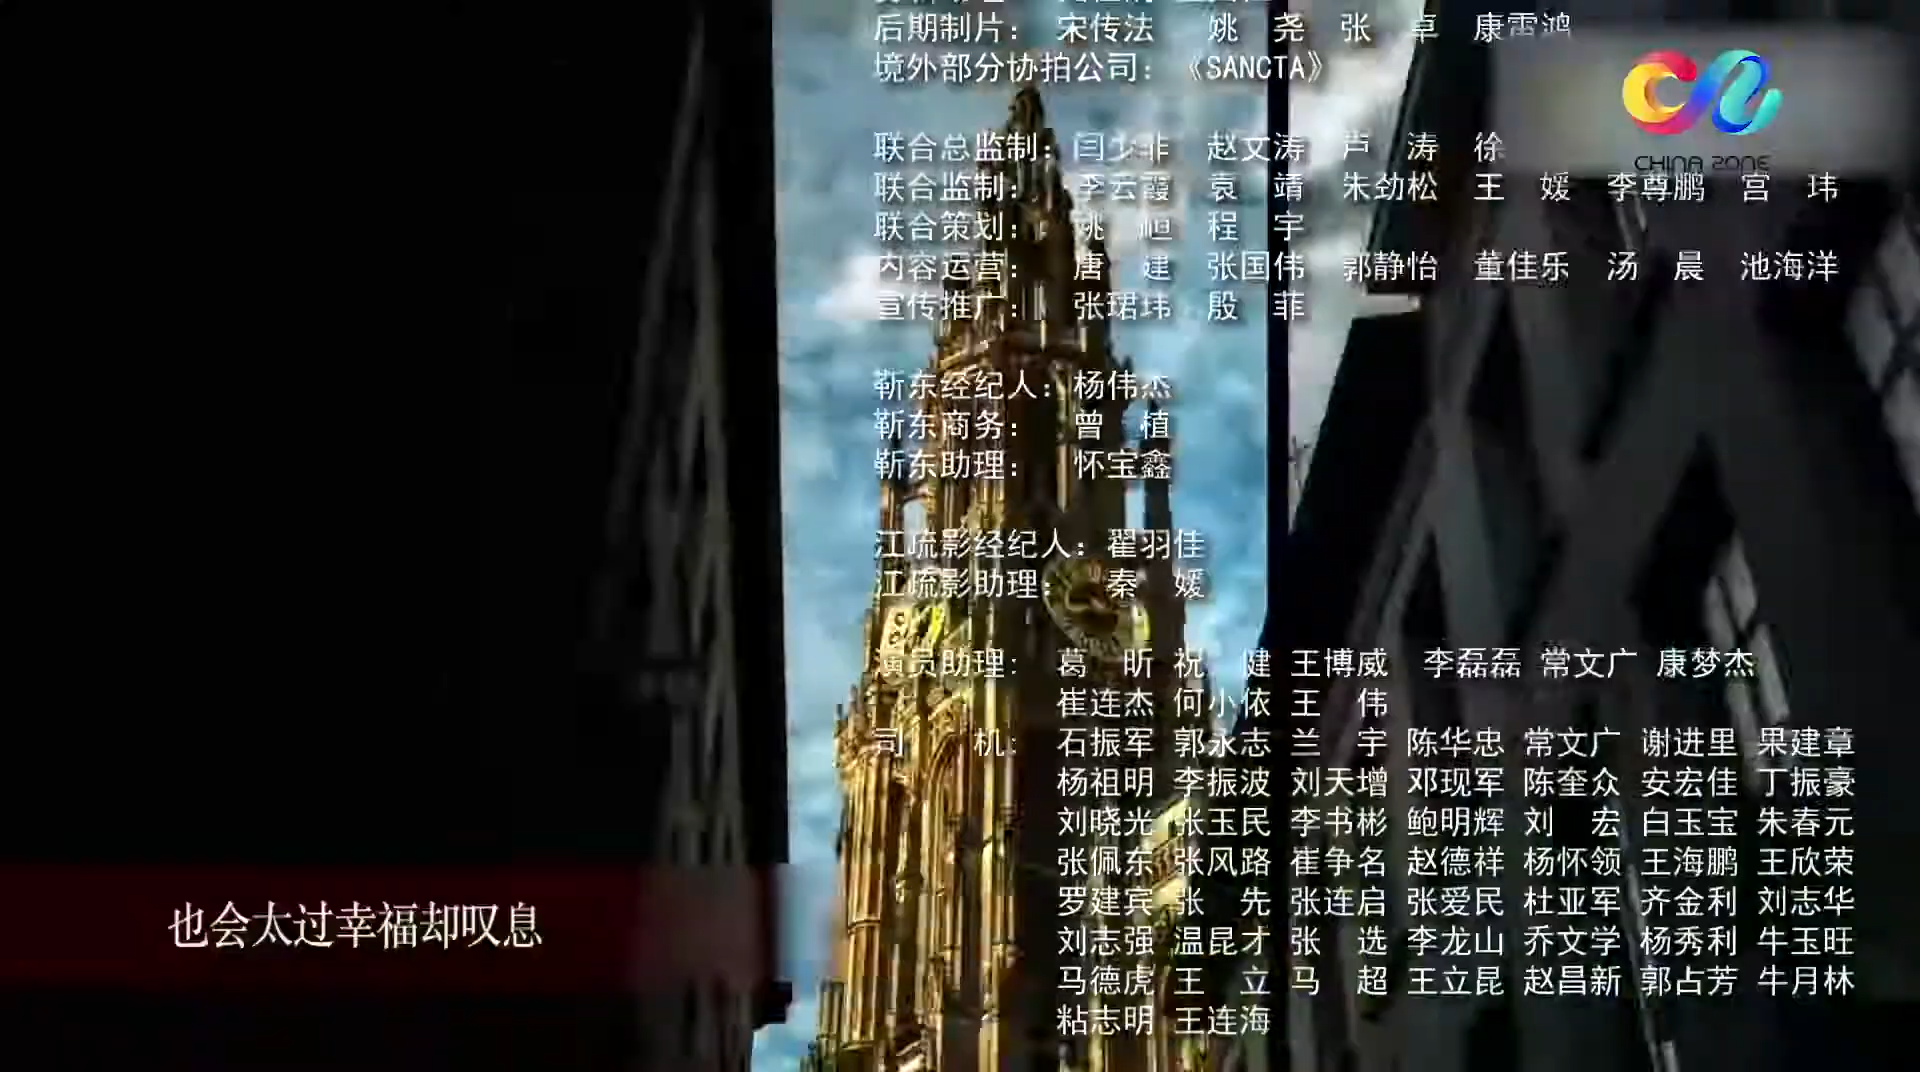 后期制片： 宋传法 姚 尧 张 卓 康雷鸿
境外部分协拍公司：《SANCTA》
CHINA ZONE
联合总监制：闫少非 赵文涛 芦 涛 徐
联合监制： 李云霞 袁 靖 朱劲松 王 媛 李尊鹏 宫 玮
联合策划： 姚 恒 程 宇
内容运营： 唐 建 张国伟 郭静怡 董佳乐 汤 晨 池海洋
宣传推广： 张珺玮 殷 菲
靳东经纪人：杨伟杰
靳东商务： 曾 植
靳东助理： 怀宝鑫
江疏影经纪人：翟羽佳
江疏影助理： 秦 媛
演员助理： 葛 昕 祝 健 王博威 李磊磊 常文广 康梦杰
崔连杰 何小依 王 伟
司 机： 石振军 郭永志 兰 宇 陈华忠 常文广 谢进里 果建章
杨祖明 李振波 刘天增 邓现军 陈奎众 安宏佳 丁振豪
刘晓光 张玉民 李书彬 鲍明辉 刘 宏 白玉宝 朱春元
张佩东 张风路 崔争名 赵德祥 杨怀领 王海鹏 王欣荣
罗建宾 张 先 张连启 张爱民 杜亚军 齐金利 刘志华
刘志强 温昆才 张 选 李龙山 乔文学 杨秀利 牛玉旺
马德虎 王 立 马 超 王立昆 赵昌新 郭占芳 牛月林
粘志明 王连海
也会太过幸福却叹息